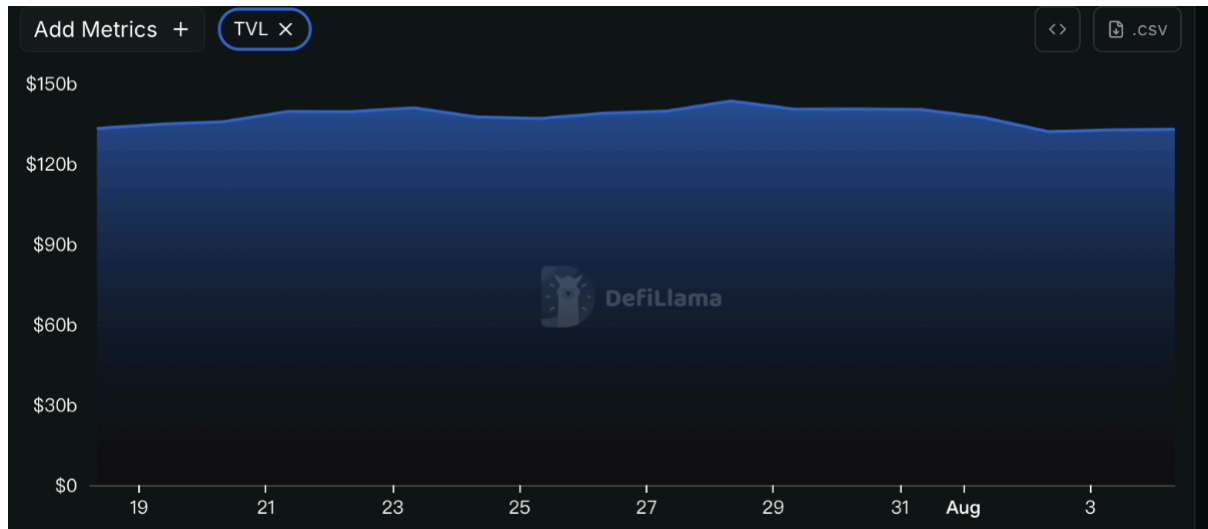 Add Metrics +
TVL ×
<> .csv
$150b
$120b
$90b
DefiLlama
$60b
$30b
$0
19 21 23 25 27 29 31 Aug 3